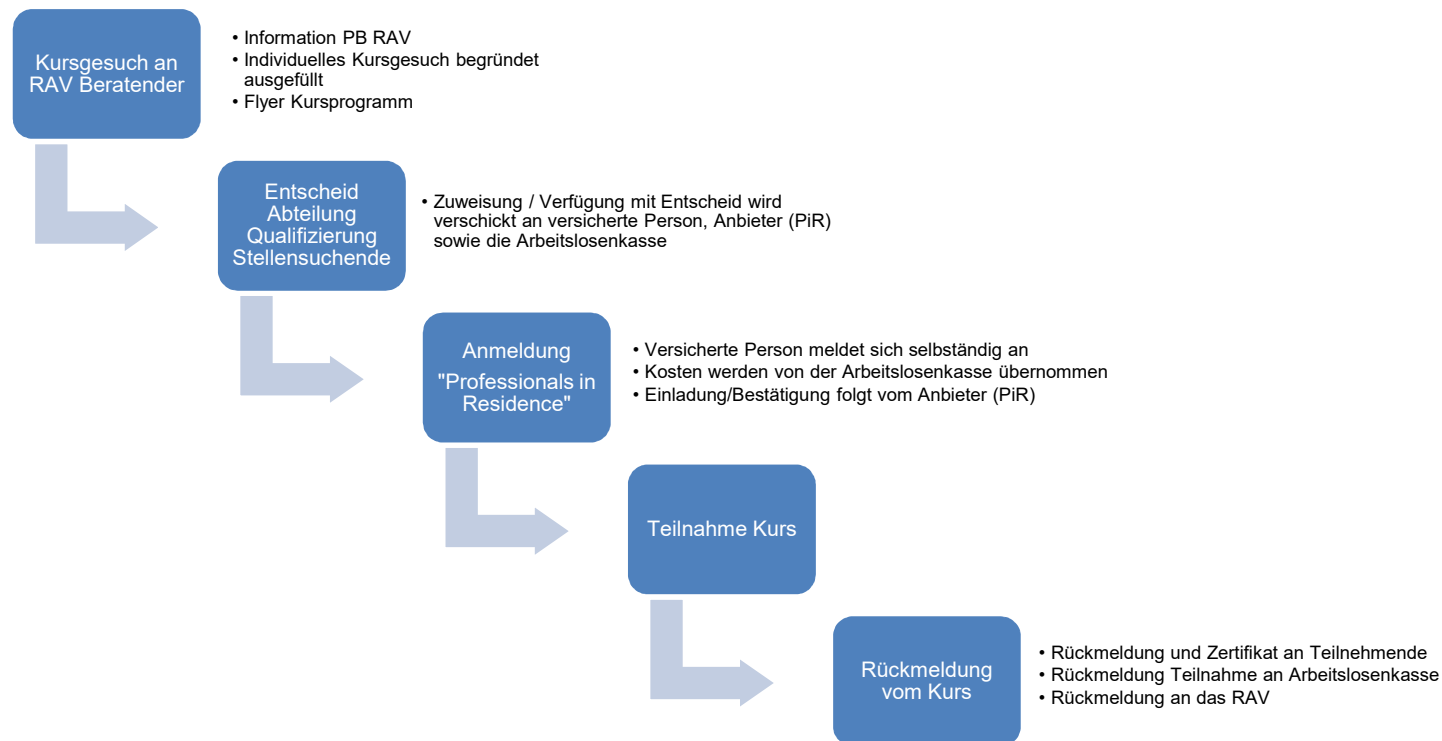 Kursgesuch an
RAV Beratender
• Information PB RAV
• Individuelles Kursgesuch begründet
ausgefüllt
• Flyer Kursprogramm
Entscheid
Abteilung
Qualifizierung
Stellensuchende
• Zuweisung / Verfügung mit Entscheid wird
verschickt an versicherte Person, Anbieter (PiR)
sowie die Arbeitslosenkasse
Anmeldung
"Professionals in
Residence"
• Versicherte Person meldet sich selbständig an
• Kosten werden von der Arbeitslosenkasse übernommen
• Einladung/Bestätigung folgt vom Anbieter (PiR)
Teilnahme Kurs
Rückmeldung
vom Kurs
• Rückmeldung und Zertifikat an Teilnehmende
• Rückmeldung Teilnahme an Arbeitslosenkasse
• Rückmeldung an das RAV